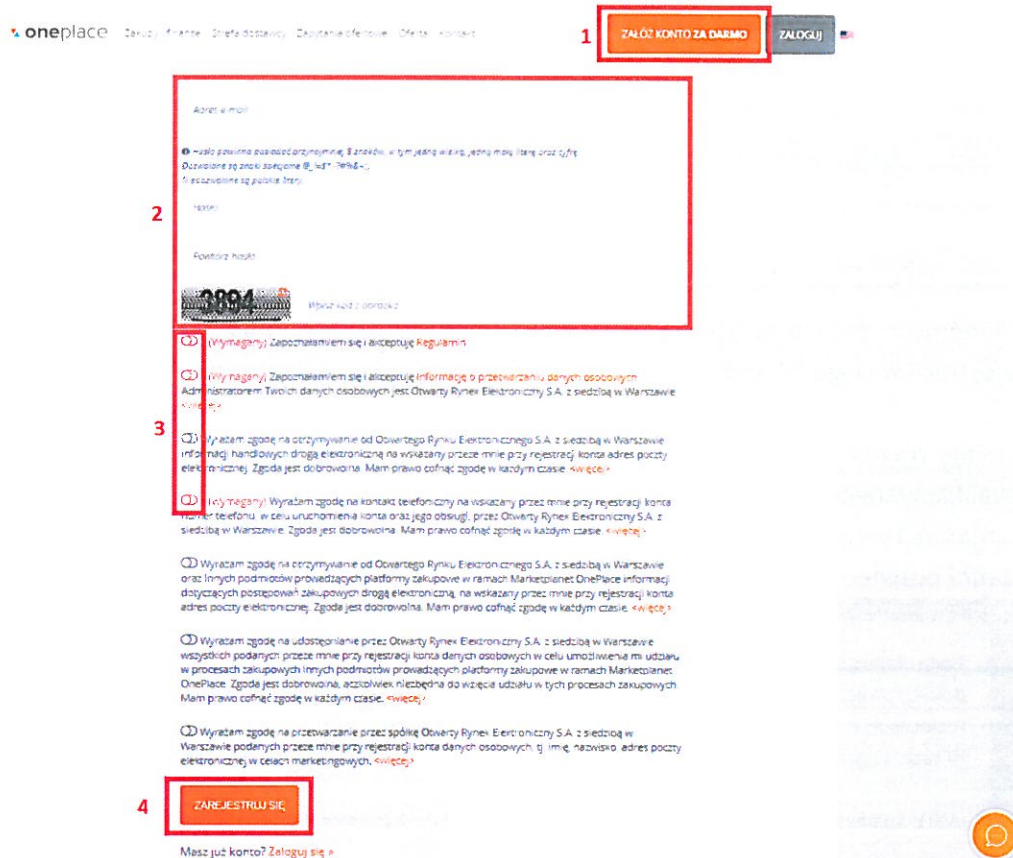 oneplace Zakupy Finanse Strefa dostawcy Zapytania ofertowe Oferta Kontakt 1 ZAŁÓŻ KONTO ZA DARMO ZALOGUJ
Adres e-mail
Hasło powinno posiadać przynajmniej 8 znaków, w tym jedną wielką, jedną małą literę oraz cyfrę.
Dozwolone są znaki specjalne
Niedozwolone są polskie litery.
2 Hasło
Powtórz hasło
3894 Wpisz kod z obrazka
(Wymagany) Zapoznałam/em się i akceptuję Regulamin
(Wymagany) Zapoznałam/em się i akceptuję Informację o przetwarzaniu danych osobowych
Administratorem Twoich danych osobowych jest Otwarty Rynek Elektroniczny S.A. z siedzibą w Warszawie
<więcej>
3
Wyrażam zgodę na otrzymywanie od Otwartego Rynku Elektronicznego S.A. z siedzibą w Warszawie
informacji handlowych drogą elektroniczną na wskazany przeze mnie przy rejestracji konta adres poczty
elektronicznej. Zgoda jest dobrowolna. Mam prawo cofnąć zgodę w każdym czasie. <więcej>
(Wymagany) Wyrażam zgodę na kontakt telefoniczny na wskazany przez mnie przy rejestracji konta
numer telefonu, w celu uruchomienia konta oraz jego obsługi, przez Otwarty Rynek Elektroniczny S.A. z
siedzibą w Warszawie. Zgoda jest dobrowolna. Mam prawo cofnąć zgodę w każdym czasie. <więcej>
Wyrażam zgodę na otrzymywanie od Otwartego Rynku Elektronicznego S.A. z siedzibą w Warszawie
oraz innych podmiotów prowadzących platformy zakupowe w ramach Marketplanet OnePlace informacji
dotyczących postępowań zakupowych drogą elektroniczną, na wskazany przez mnie przy rejestracji konta
adres poczty elektronicznej. Zgoda jest dobrowolna. Mam prawo cofnąć zgodę w każdym czasie. <więcej>
Wyrażam zgodę na udostępnianie przez Otwarty Rynek Elektroniczny S.A. z siedzibą w Warszawie
wszystkich podanych przeze mnie przy rejestracji konta danych osobowych w celu umożliwienia mi udziału
w procesach zakupowych innych podmiotów prowadzących platformy zakupowe w ramach Marketplanet
OnePlace. Zgoda jest dobrowolna, aczkolwiek niezbędna do wzięcia udziału w tych procesach zakupowych.
Mam prawo cofnąć zgodę w każdym czasie. <więcej>
Wyrażam zgodę na przetwarzanie przez spółkę Otwarty Rynek Elektroniczny S.A. z siedzibą w
Warszawie podanych przeze mnie przy rejestracji konta danych osobowych, tj. imię, nazwisko, adres poczty
elektronicznej w celach marketingowych. <więcej>
4 ZAREJESTRUJ SIĘ
Masz już konto? Zaloguj się »